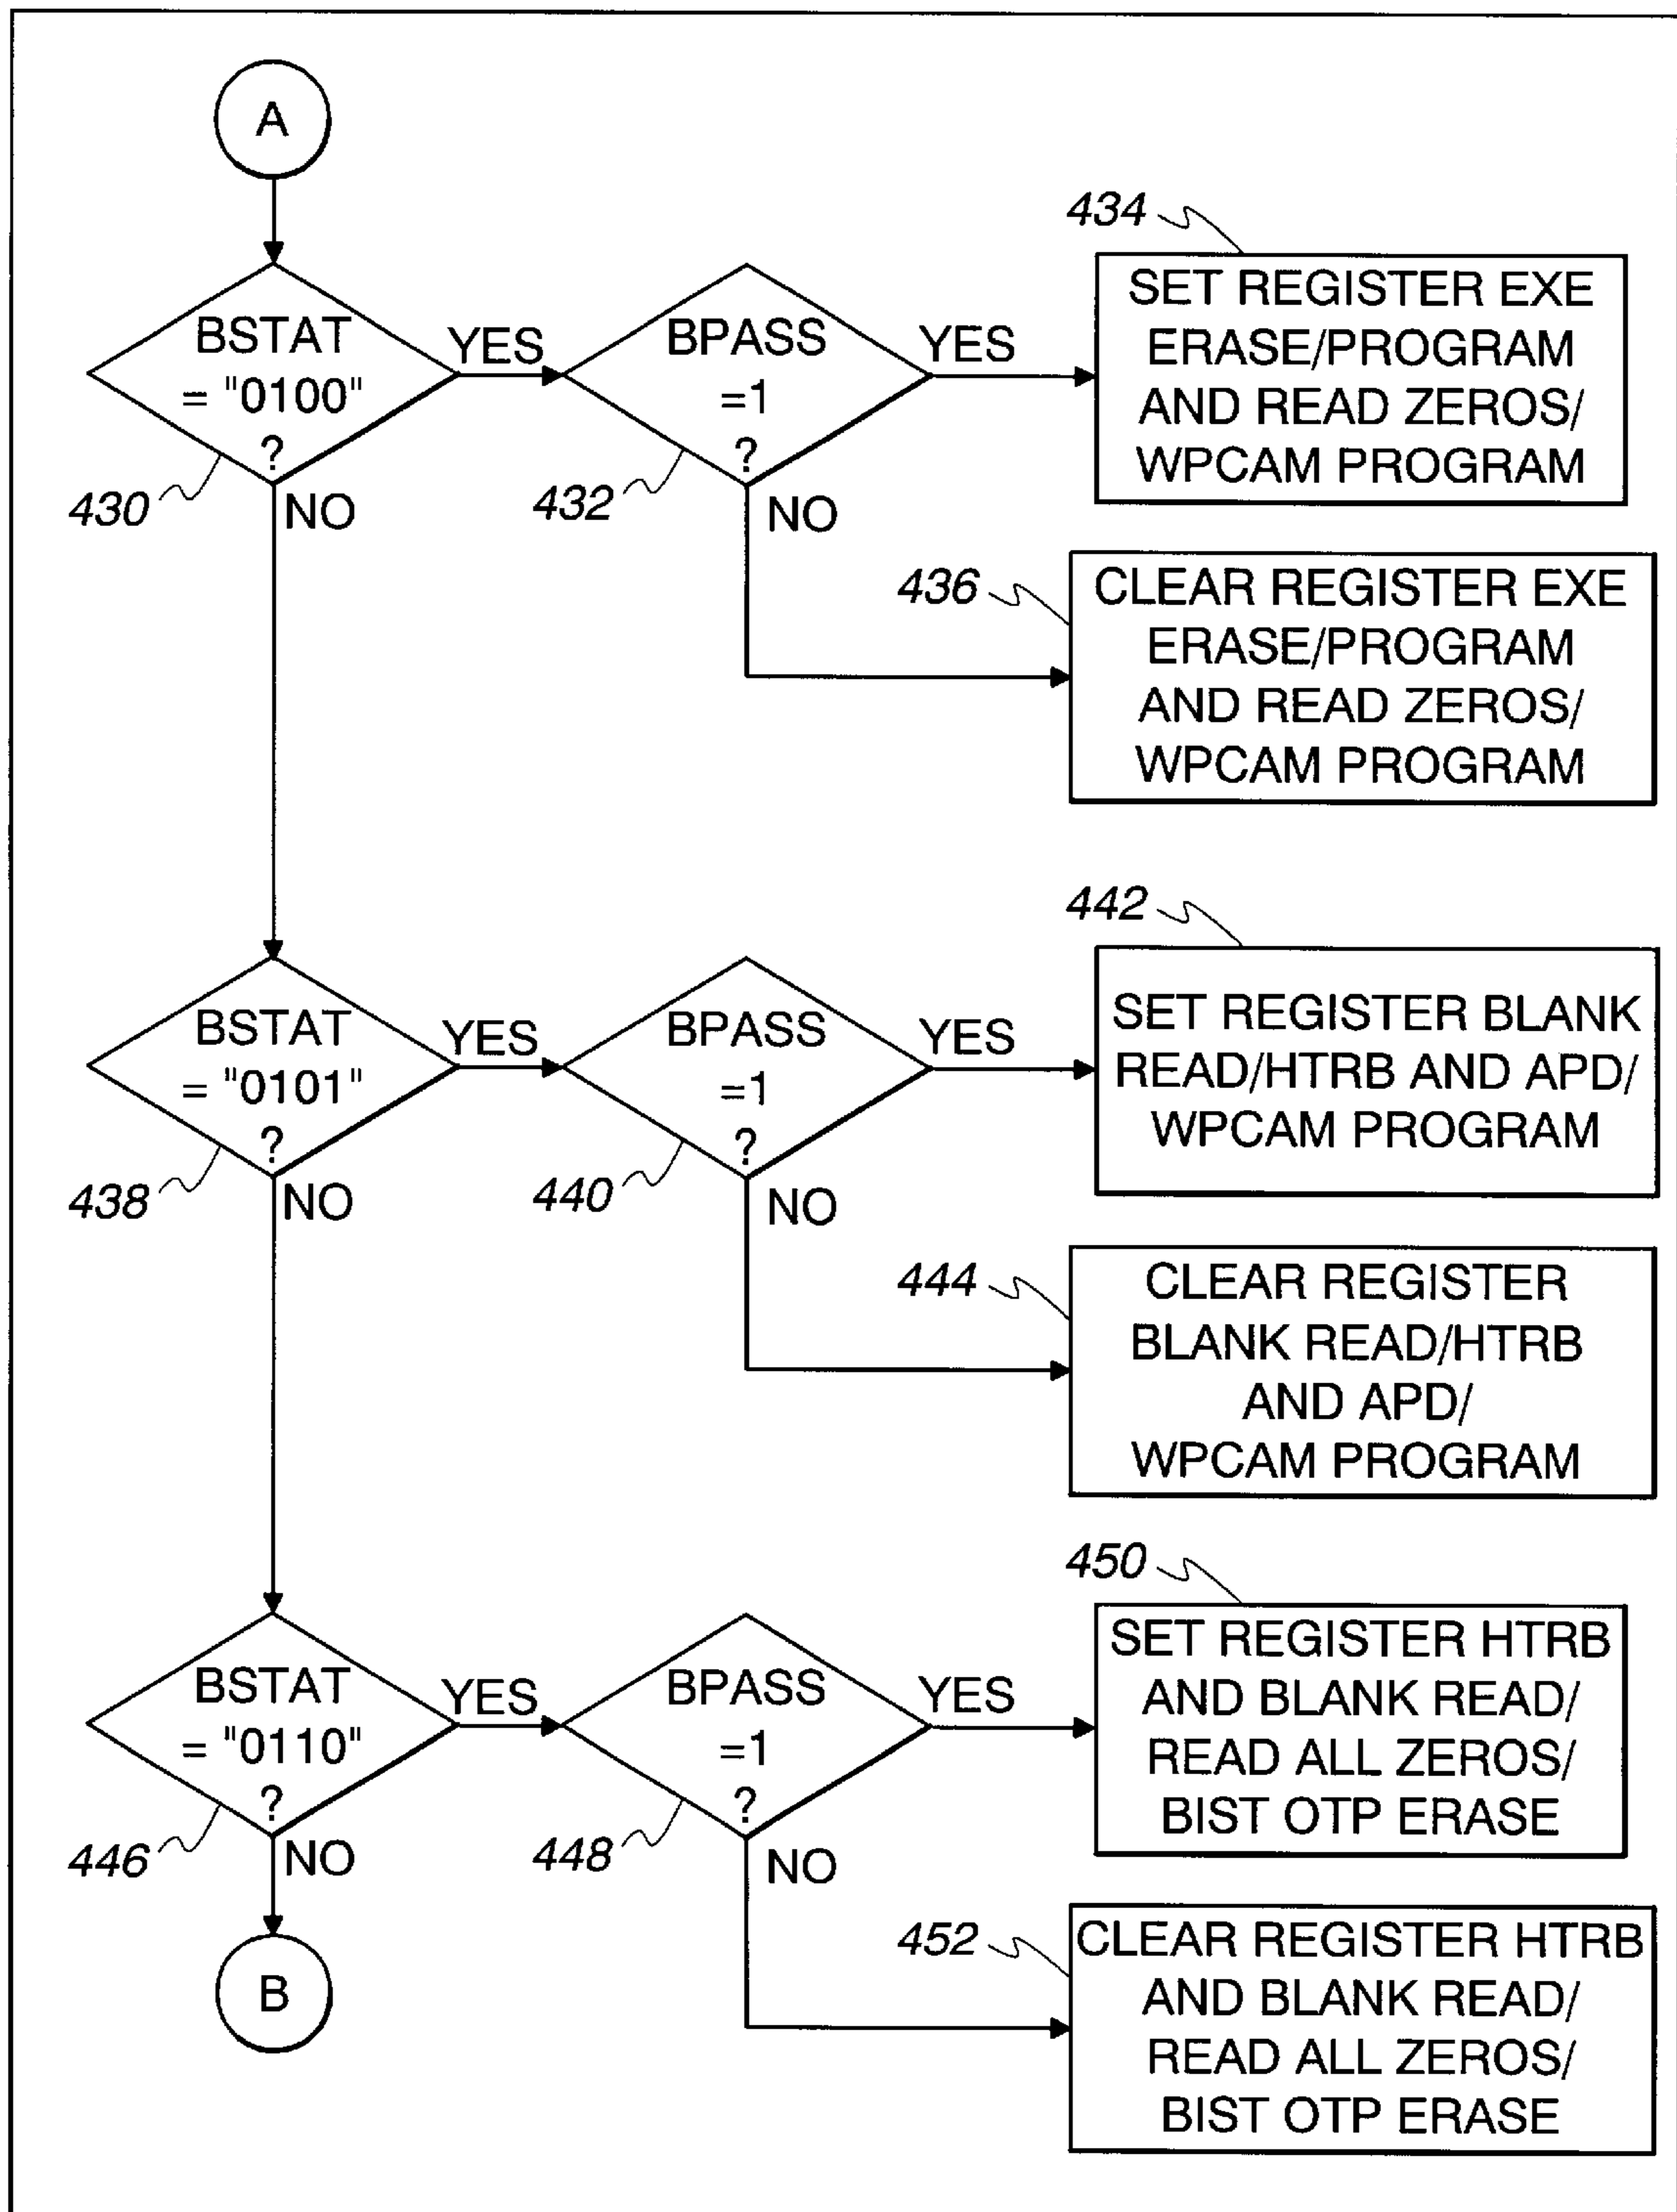 A
434
BSTAT
= "0100"
?
YES
BPASS
=1
?
YES
SET REGISTER EXE
ERASE/PROGRAM
AND READ ZEROS/
WPCAM PROGRAM
430
NO
432
NO
436
CLEAR REGISTER EXE
ERASE/PROGRAM
AND READ ZEROS/
WPCAM PROGRAM
442
BSTAT
= "0101"
?
YES
BPASS
=1
?
YES
SET REGISTER BLANK
READ/HTRB AND APD/
WPCAM PROGRAM
438
NO
440
NO
444
CLEAR REGISTER
BLANK READ/HTRB
AND APD/
WPCAM PROGRAM
450
BSTAT
= "0110"
?
YES
BPASS
=1
?
YES
SET REGISTER HTRB
AND BLANK READ/
READ ALL ZEROS/
BIST OTP ERASE
446
NO
448
NO
452
CLEAR REGISTER HTRB
AND BLANK READ/
READ ALL ZEROS/
BIST OTP ERASE
B